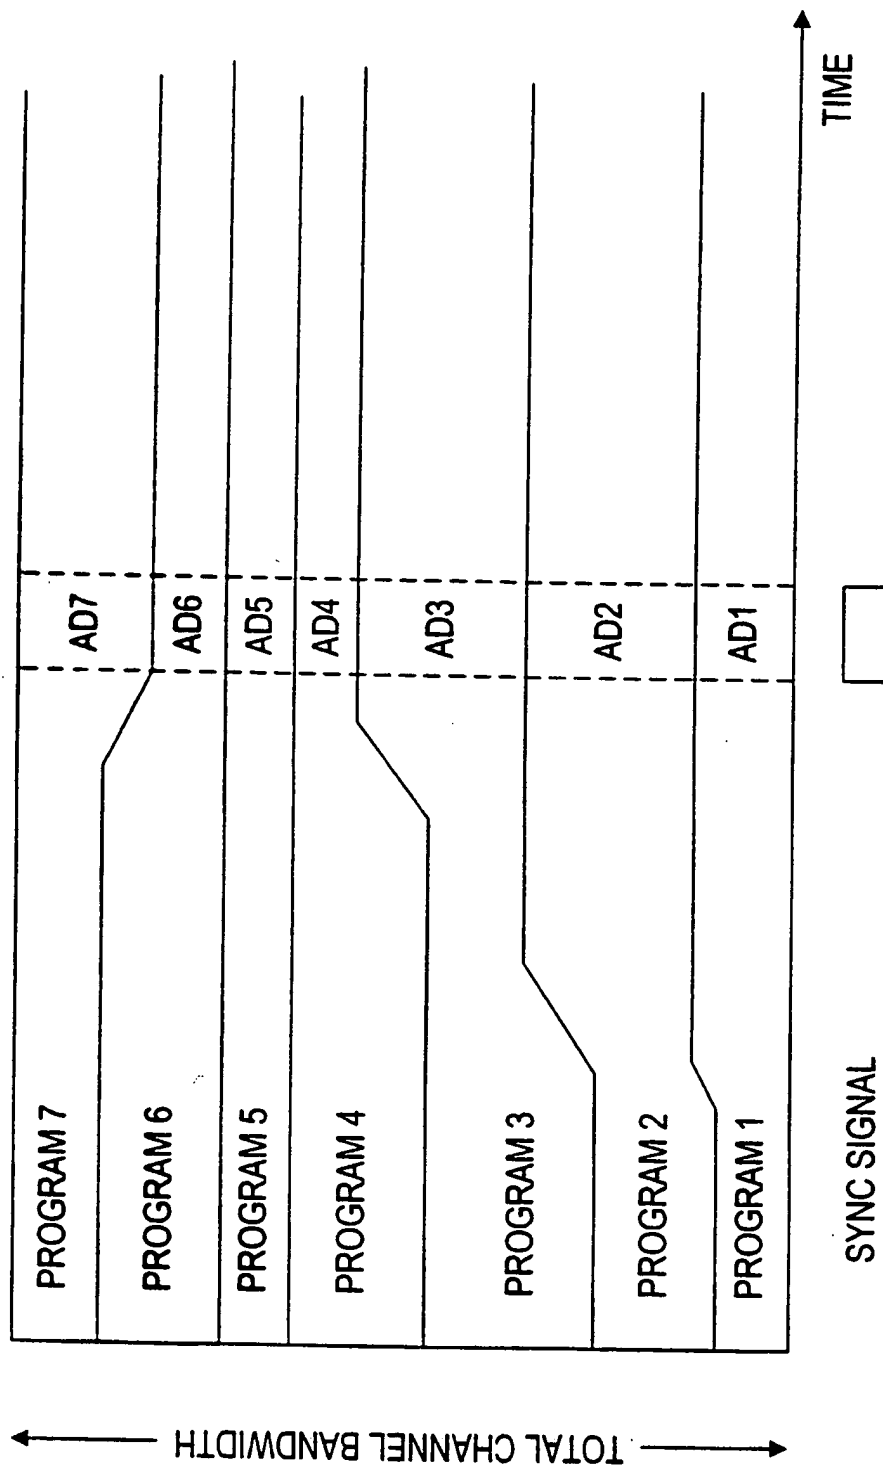 TOTAL CHANNEL BANDWIDTH
PROGRAM 7
AD7
PROGRAM 6
AD6
PROGRAM 5
AD5
PROGRAM 4
AD4
PROGRAM 3
AD3
PROGRAM 2
AD2
PROGRAM 1
AD1
TIME
SYNC SIGNAL